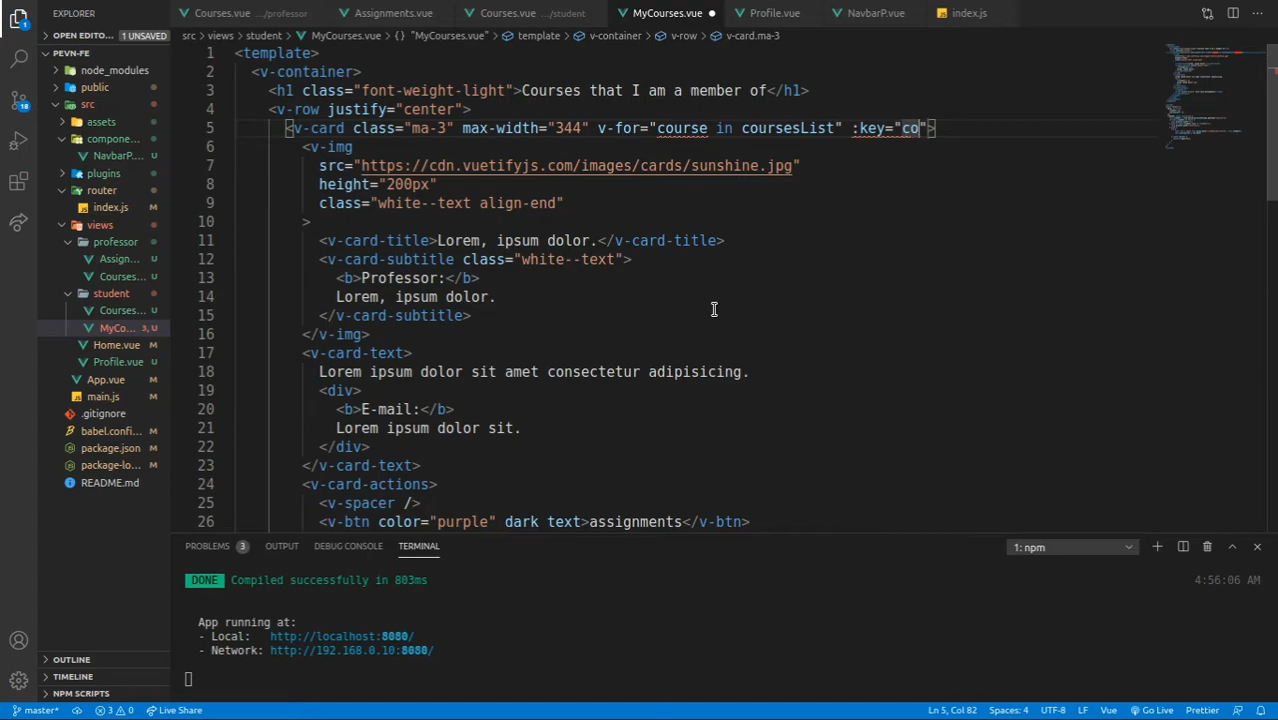 EXPLORER
Courses.vue .../professor
Assignments.vue
Courses.vue .../student
MyCourses.vue
Profile.vue
NavbarP.vue
index.js
OPEN EDITO... 1 UNSAVED
src > views > student > MyCourses.vue > {} "MyCourses.vue" > template > v-container > v-row > v-card.ma-3
PEVN-FE
node_modules
public
src
assets
compone...
NavbarP....
plugins
router
index.js
views
professor
Assign...
Courses...
student
Courses...
MyCo... 3, U
Home.vue M
Profile.vue U
App.vue M
main.js M
.gitignore
babel.confi... M
package.json M
package-lo... M
README.md
OUTLINE
TIMELINE
NPM SCRIPTS
1 <template>
2 <v-container>
3 <h1 class="font-weight-light">Courses that I am a member of</h1>
4 <v-row justify="center">
5 <v-card class="ma-3" max-width="344" v-for="course in coursesList" :key="co">
6 <v-img
7 src="https://cdn.vuetifyjs.com/images/cards/sunshine.jpg"
8 height="200px"
9 class="white--text align-end"
10 >
11 <v-card-title>Lorem, ipsum dolor.</v-card-title>
12 <v-card-subtitle class="white--text">
13 <b>Professor:</b>
14 Lorem, ipsum dolor.
15 </v-card-subtitle>
16 </v-img>
17 <v-card-text>
18 Lorem ipsum dolor sit amet consectetur adipisicing.
19 <div>
20 <b>E-mail:</b>
21 Lorem ipsum dolor sit.
22 </div>
23 </v-card-text>
24 <v-card-actions>
25 <v-spacer />
26 <v-btn color="purple" dark text>assignments</v-btn>
PROBLEMS 3 OUTPUT DEBUG CONSOLE TERMINAL
1: npm
DONE Compiled successfully in 803ms 4:56:06 AM
App running at:
- Local: http://localhost:8080/
- Network: http://192.168.0.10:8080/
1
18
master* 3 0 Live Share
Ln 5, Col 82 Spaces: 4 UTF-8 LF Vue Go Live Prettier